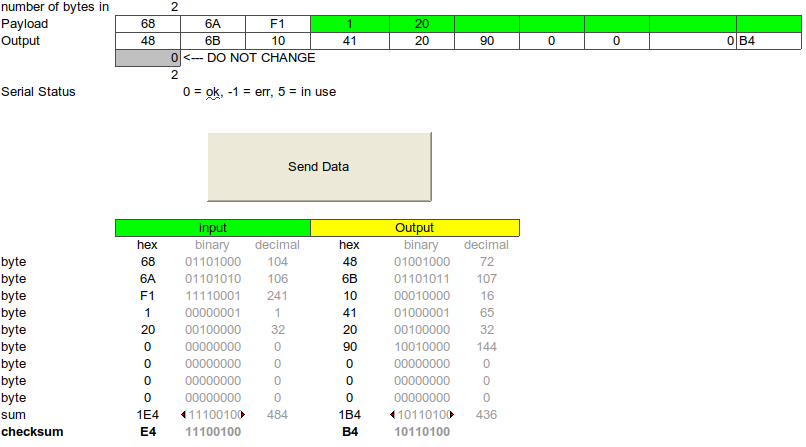 number of bytes in 2
Payload 68 6A F1 1 20
Output 48 6B 10 41 20 90 0 0 0 B4
0 <--- DO NOT CHANGE
2
Serial Status 0 = ok, -1 = err, 5 = in use
Send Data
input Output
hex binary decimal hex binary decimal
byte 68 01101000 104 48 01001000 72
byte 6A 01101010 106 6B 01101011 107
byte F1 11110001 241 10 00010000 16
byte 1 00000001 1 41 01000001 65
byte 20 00100000 32 20 00100000 32
byte 0 00000000 0 90 10010000 144
byte 0 00000000 0 0 00000000 0
byte 0 00000000 0 0 00000000 0
byte 0 00000000 0 0 00000000 0
sum 1E4 11100100 484 1B4 10110100 436
checksum E4 11100100 B4 10110100